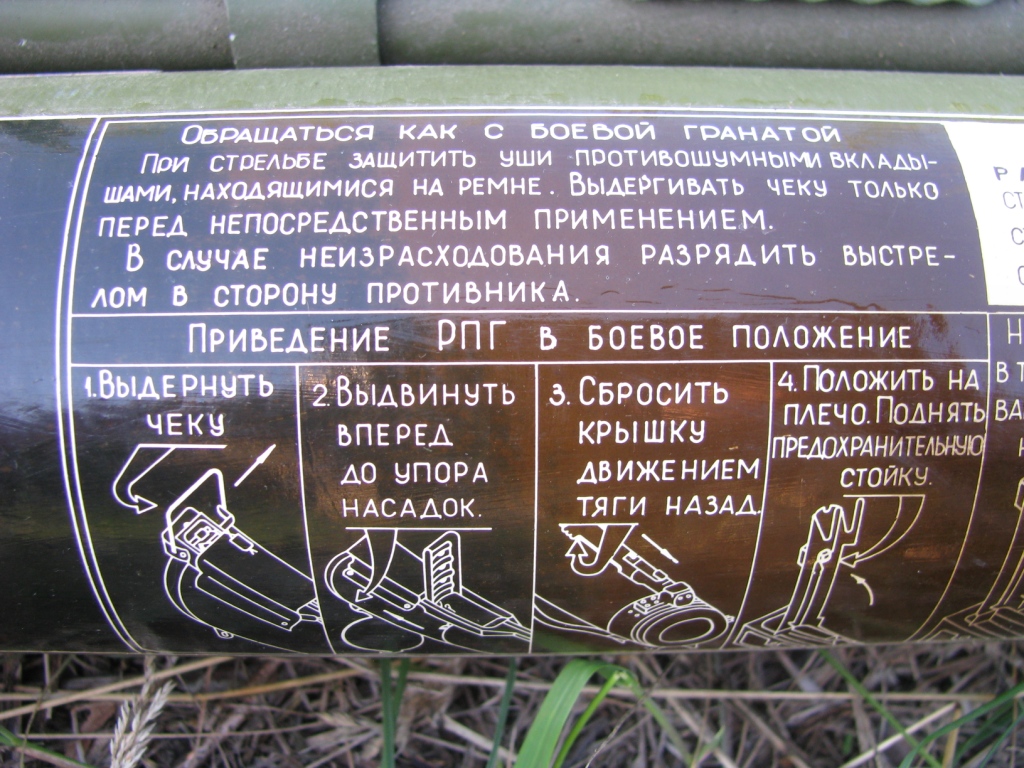 ОБРАЩАТЬСЯ КАК С БОЕВОЙ ГРАНАТОЙ
ПРИ СТРЕЛЬБЕ ЗАЩИТИТЬ УШИ ПРОТИВОШУМНЫМИ ВКЛАДЫ-
ШАМИ, НАХОДЯЩИМИСЯ НА РЕМНЕ. ВЫДЕРГИВАТЬ ЧЕКУ ТОЛЬКО
ПЕРЕД НЕПОСРЕДСТВЕННЫМ ПРИМЕНЕНИЕМ.
В СЛУЧАЕ НЕИЗРАСХОДОВАНИЯ РАЗРЯДИТЬ ВЫСТРЕ-
ЛОМ В СТОРОНУ ПРОТИВНИКА.
ПРИВЕДЕНИЕ РПГ В БОЕВОЕ ПОЛОЖЕНИЕ
1. ВЫДЕРНУТЬ
ЧЕКУ
2. ВЫДВИНУТЬ
ВПЕРЕД
ДО УПОРА
НАСАДОК.
3. СБРОСИТЬ
КРЫШКУ
ДВИЖЕНИЕМ
ТЯГИ НАЗАД.
4. ПОЛОЖИТЬ НА
ПЛЕЧО. ПОДНЯТЬ
ПРЕДОХРАНИТЕЛЬНУЮ
СТОЙКУ.